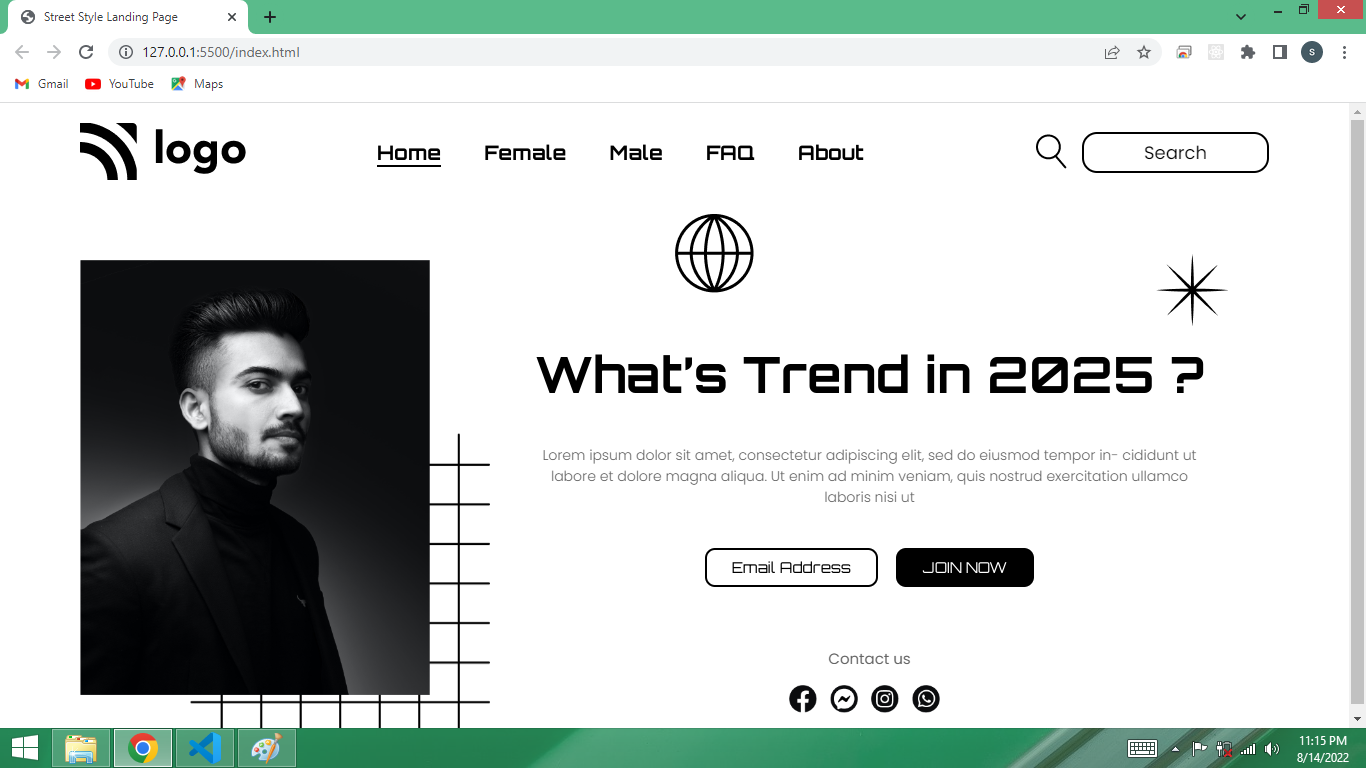 Street Style Landing Page
127.0.0.1:5500/index.html
S
Gmail YouTube Maps
logo Home Female Male FAQ About Search
What's Trend in 2025 ?
Lorem ipsum dolor sit amet, consectetur adipiscing elit, sed do eiusmod tempor in- cididunt ut
labore et dolore magna aliqua. Ut enim ad minim veniam, quis nostrud exercitation ullamco
laboris nisi ut
Email Address JOIN NOW
Contact us
11:15 PM
8/14/2022